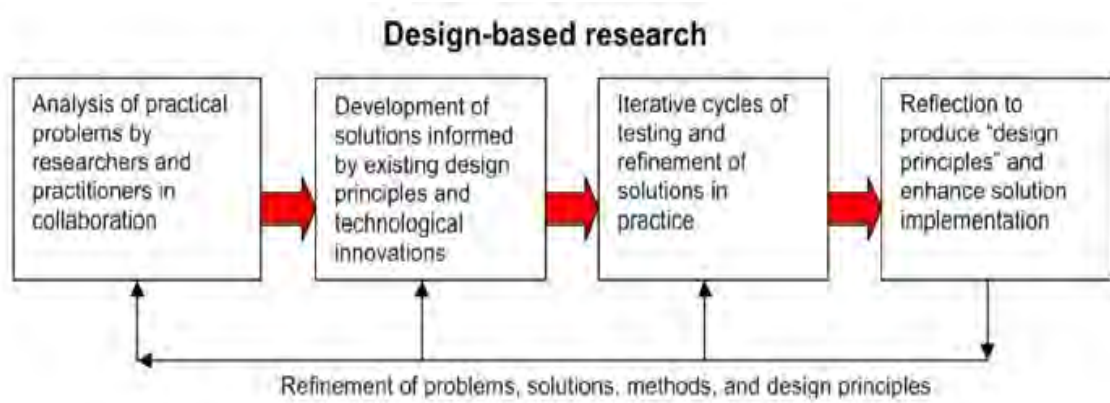 Design-based research
Analysis of practical
problems by
researchers and
practitioners in
collaboration
Development of
solutions informed
by existing design
principles and
technological
innovations
Iterative cycles of
testing and
refinement of
solutions in
practice
Reflection to
produce “design
principles” and
enhance solution
implementation
Refinement of problems, solutions, methods, and design principles